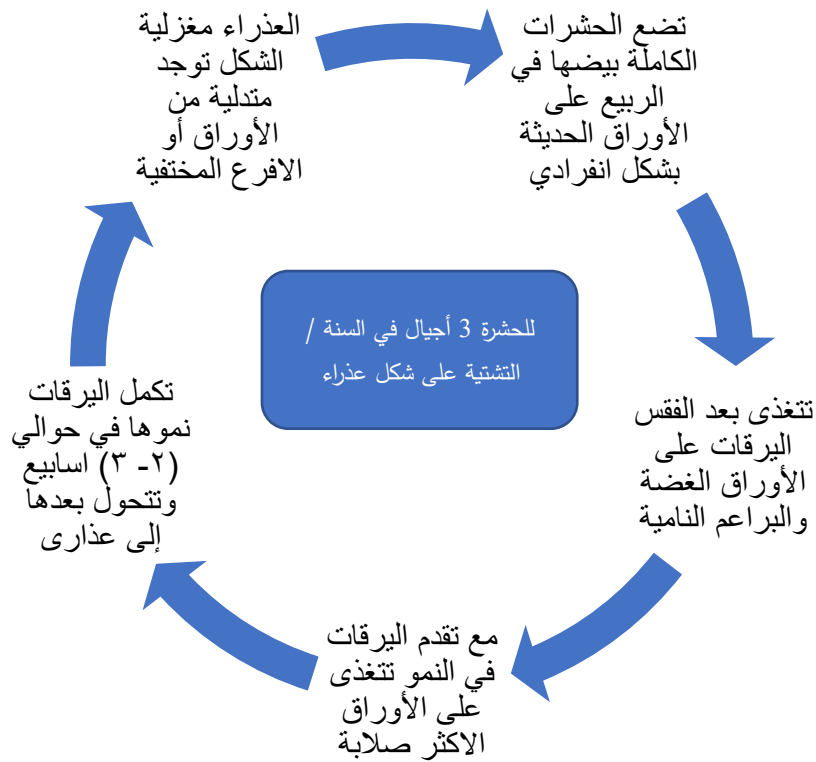 تضع الحشرات
الكاملة بيضها في
الربيع على
الأوراق الحديثة
بشكل انفرادي
تتغذى بعد الفقس
اليرقات على
الأوراق الغضة
والبراعم النامية
مع تقدم اليرقات
في النمو تتغذى
على الأوراق
الاكثر صلابة
تكمل اليرقات
نموها في حوالي
(٢- ٣) اسابيع
وتتحول بعدها
إلى عذارى
العذراء مغزلية
الشكل توجد
متدلية من
الأوراق أو
الافرع المختفية
للحشرة 3 أجيال في السنة /
التشتية على شكل عذراء